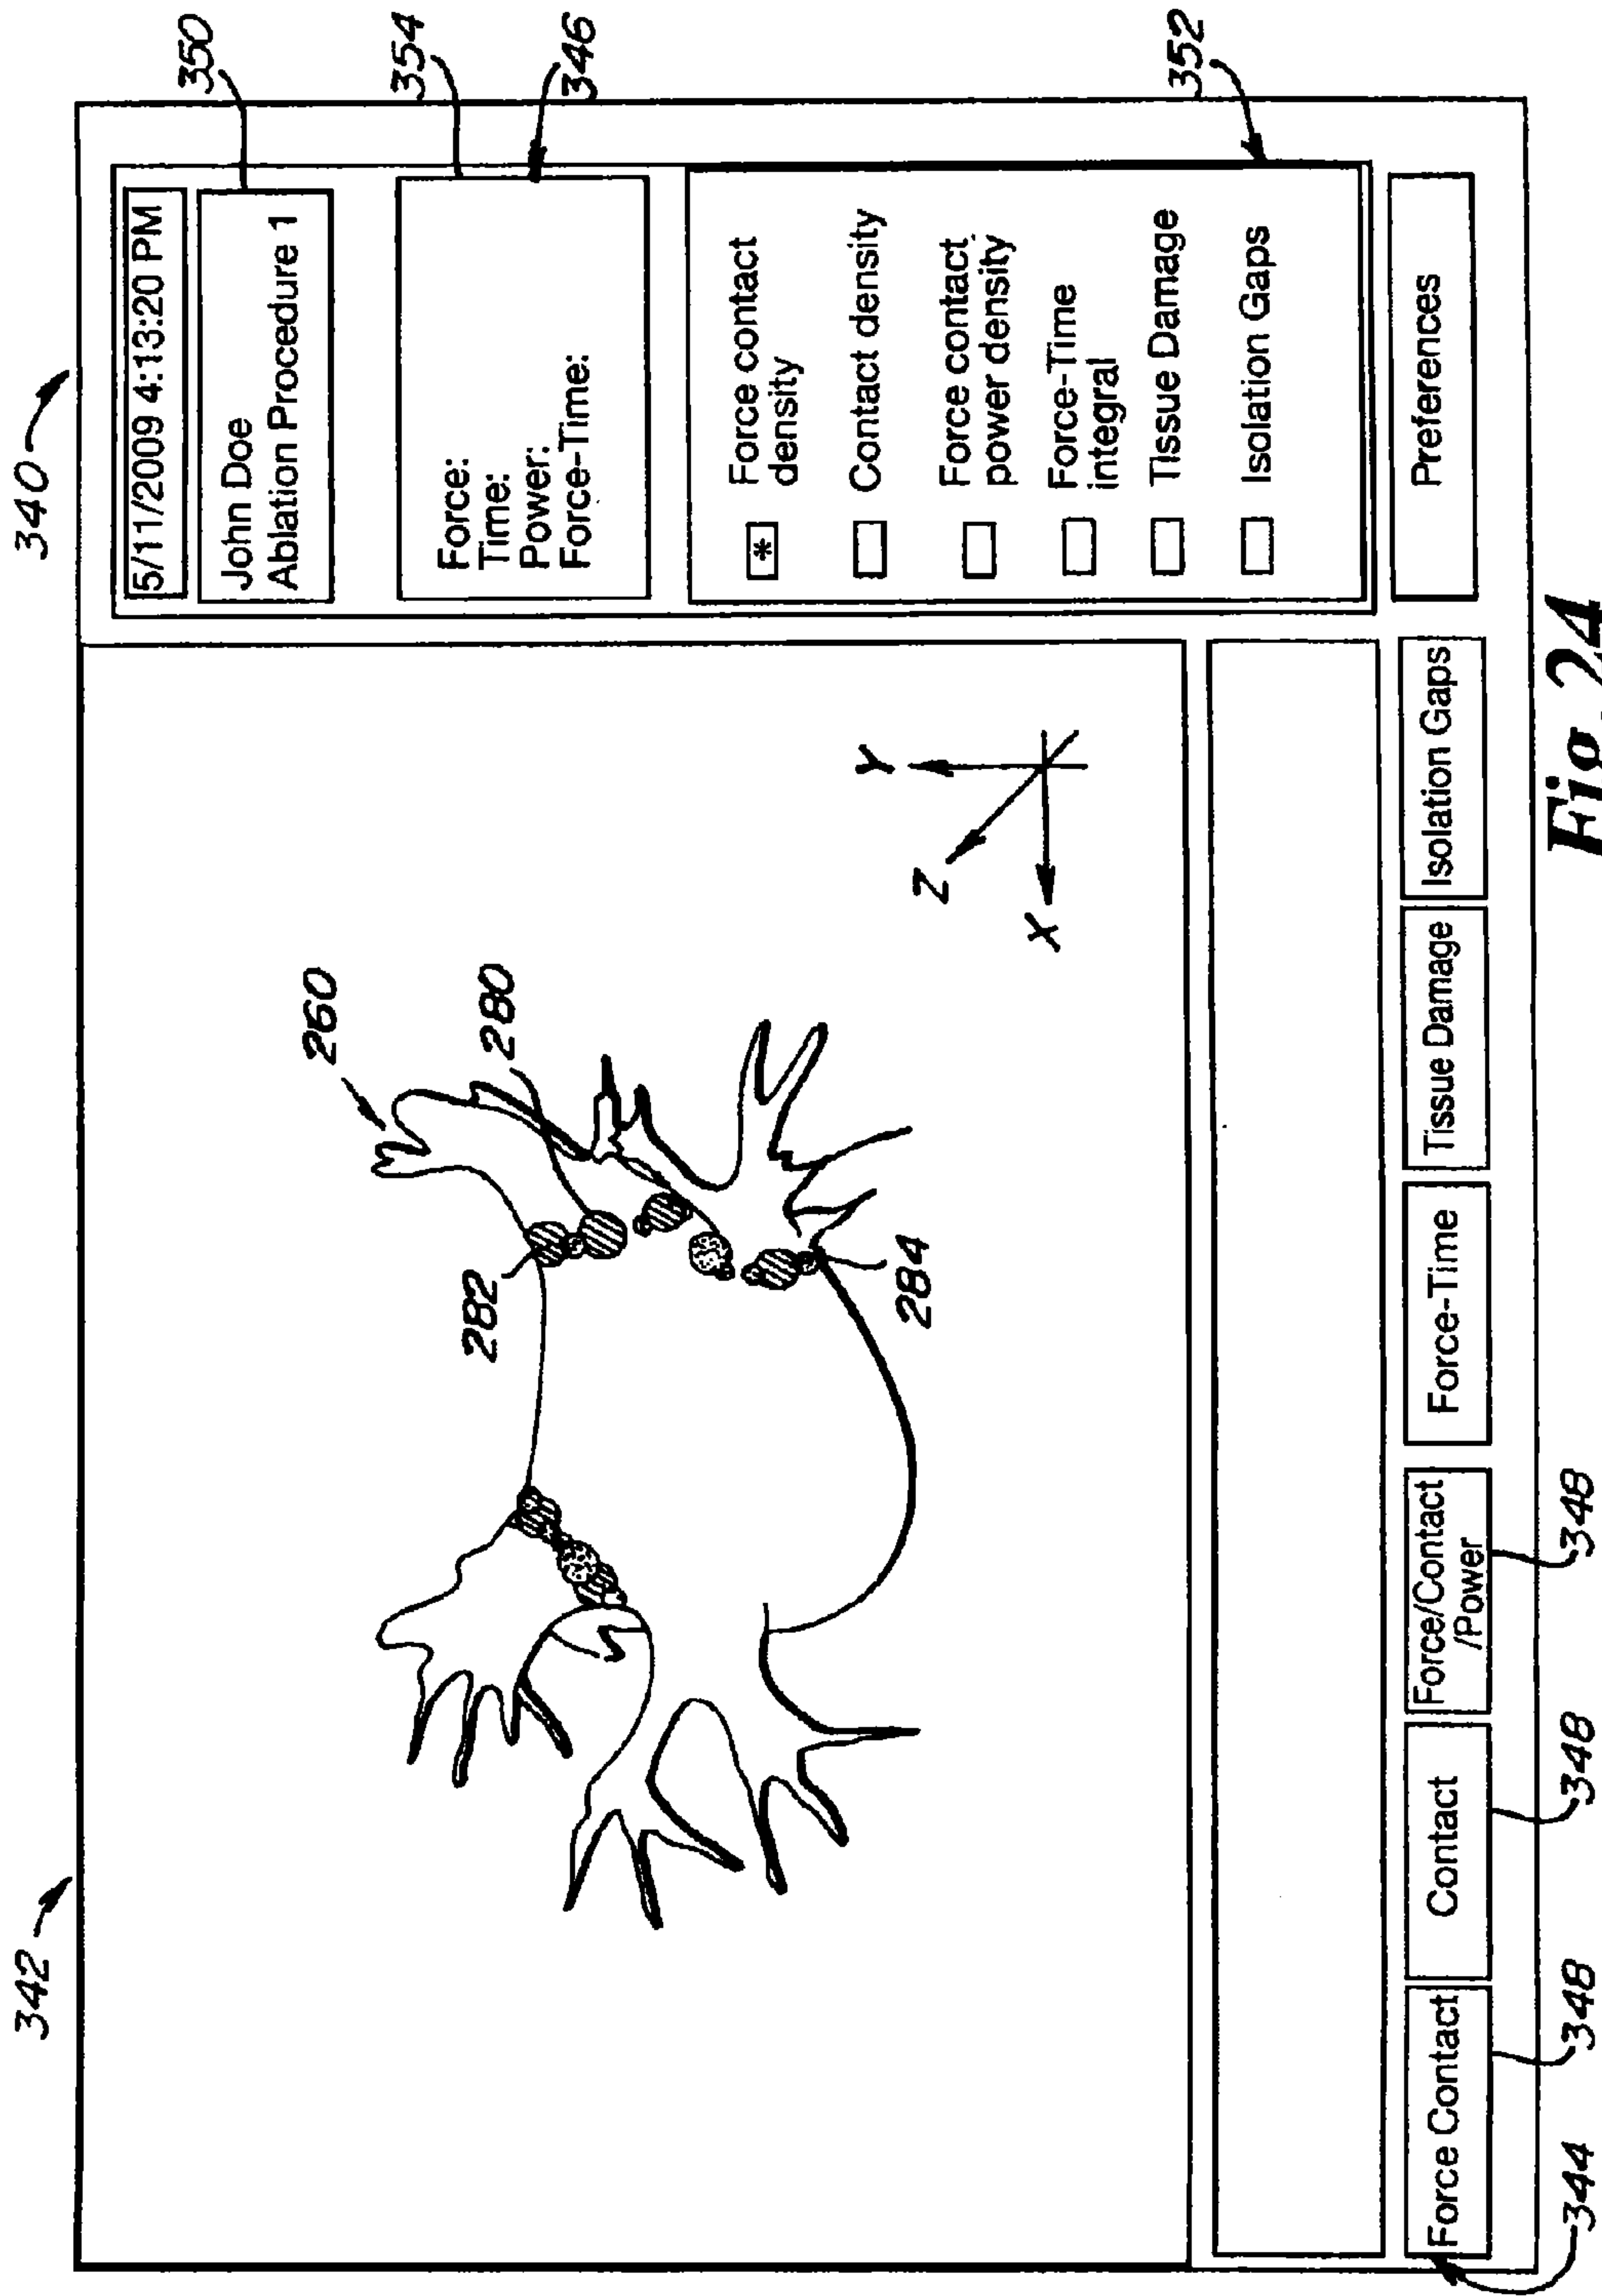 342
340
350
354
346
352
5/11/2009 4:13:20 PM
John Doe
Ablation Procedure 1
Force:
Time:
Power:
Force-Time:
* Force contact
density
Contact density
Force contact
power density
Force-Time
integral
Tissue Damage
Isolation Gaps
Preferences
260
280
282
284
Y
Z
X
Force Contact
Contact
Force/Contact
/Power
Force-Time
Tissue Damage
Isolation Gaps
344
348
348
348
Fig. 24